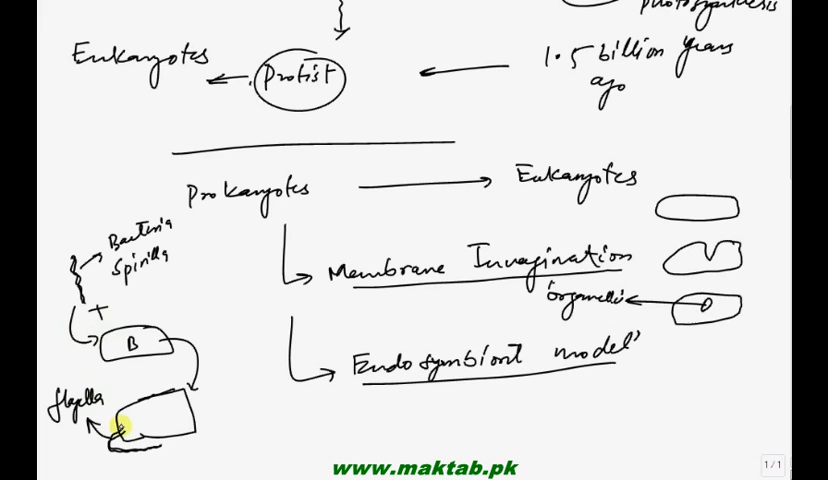 photosynthesis
Eukaryotes
Protist
1.5 billion years
ago
Prokaryotes
Eukaryotes
Bacteria
Spirilla
Membrane Invagination
organelle
+
B
Endosymbiont model
flagella
www.maktab.pk
1/1